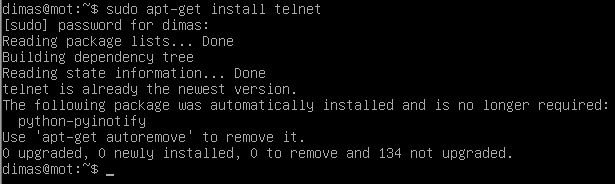 dimas@mot:~$ sudo apt-get install telnet
[sudo] password for dimas:
Reading package lists... Done
Building dependency tree
Reading state information... Done
telnet is already the newest version.
The following package was automatically installed and is no longer required:
  python-pyinotify
Use 'apt-get autoremove' to remove it.
0 upgraded, 0 newly installed, 0 to remove and 134 not upgraded.
dimas@mot:~$ _